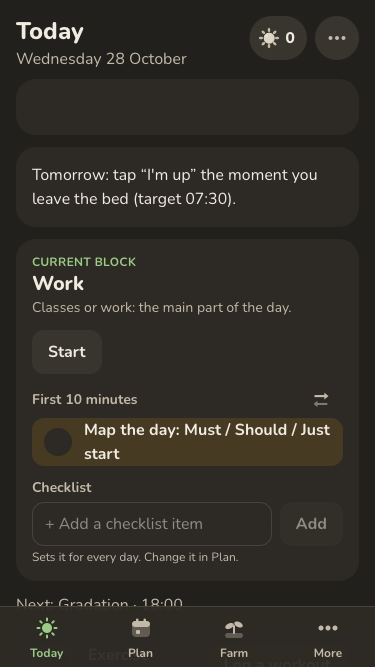 Today
Wednesday 28 October
0
Tomorrow: tap “I'm up” the moment you
leave the bed (target 07:30).
CURRENT BLOCK
Work
Classes or work: the main part of the day.
Start
First 10 minutes
Map the day: Must / Should / Just
start
Checklist
+ Add a checklist item
Add
Sets it for every day. Change it in Plan.
Next: Gradation · 18:00
Today
Plan
Farm
More